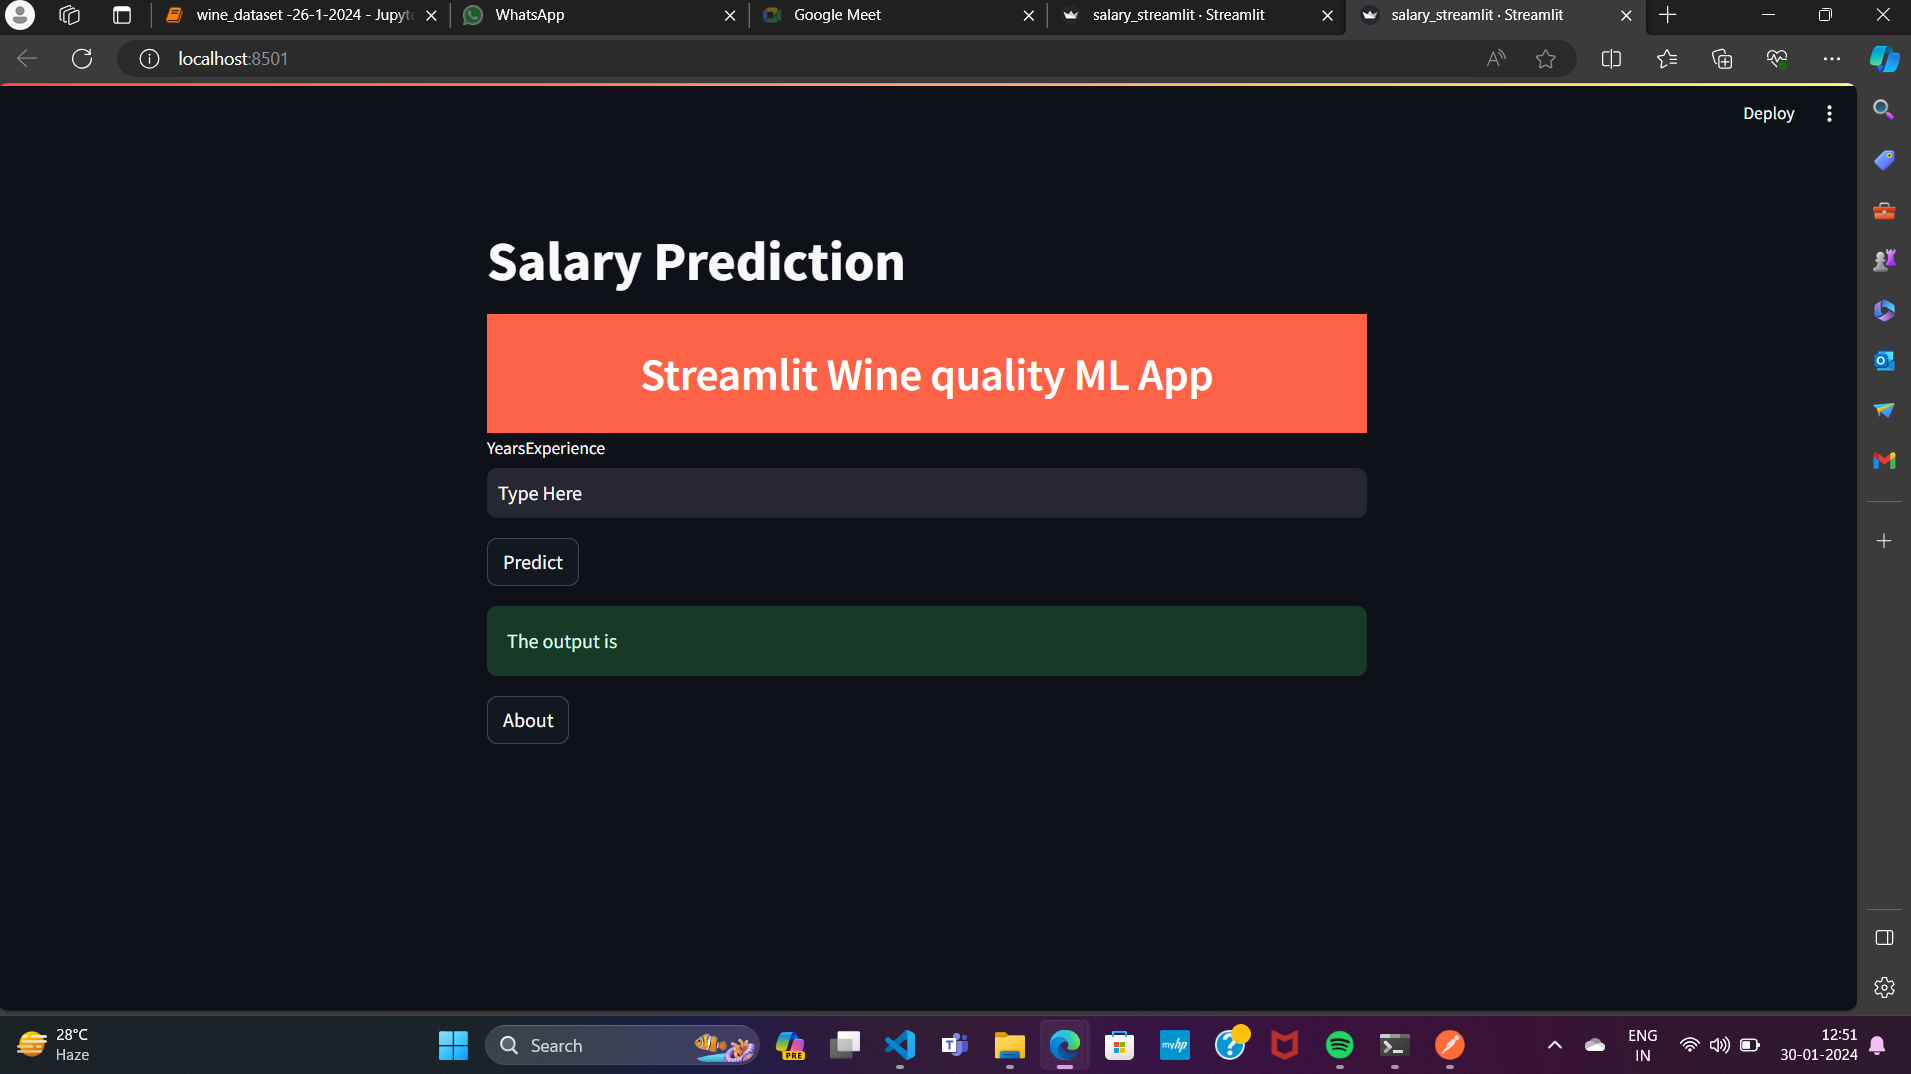 wine_dataset -26-1-2024 - Jupyt
WhatsApp
Google Meet
salary_streamlit · Streamlit
salary_streamlit · Streamlit
localhost:8501
Deploy
Salary Prediction
Streamlit Wine quality ML App
YearsExperience
Type Here
Predict
The output is
About
28°C
Haze
Search
PRE
myhp
ENG
IN
12:51
30-01-2024